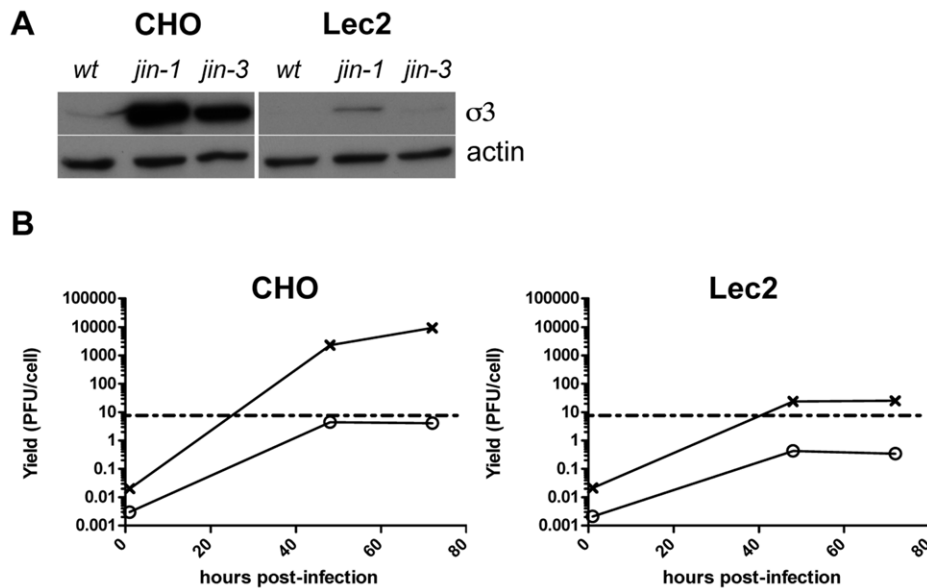 A
CHO Lec2
wt jin-1 jin-3 wt jin-1 jin-3
σ3
actin
B
CHO
Yield (PFU/cell)
100000
10000
1000
100
10
1
0.1
0.01
0.001
0 20 40 60 80
hours post-infection
Lec2
Yield (PFU/cell)
100000
10000
1000
100
10
1
0.1
0.01
0.001
0 20 40 60 80
hours post-infection